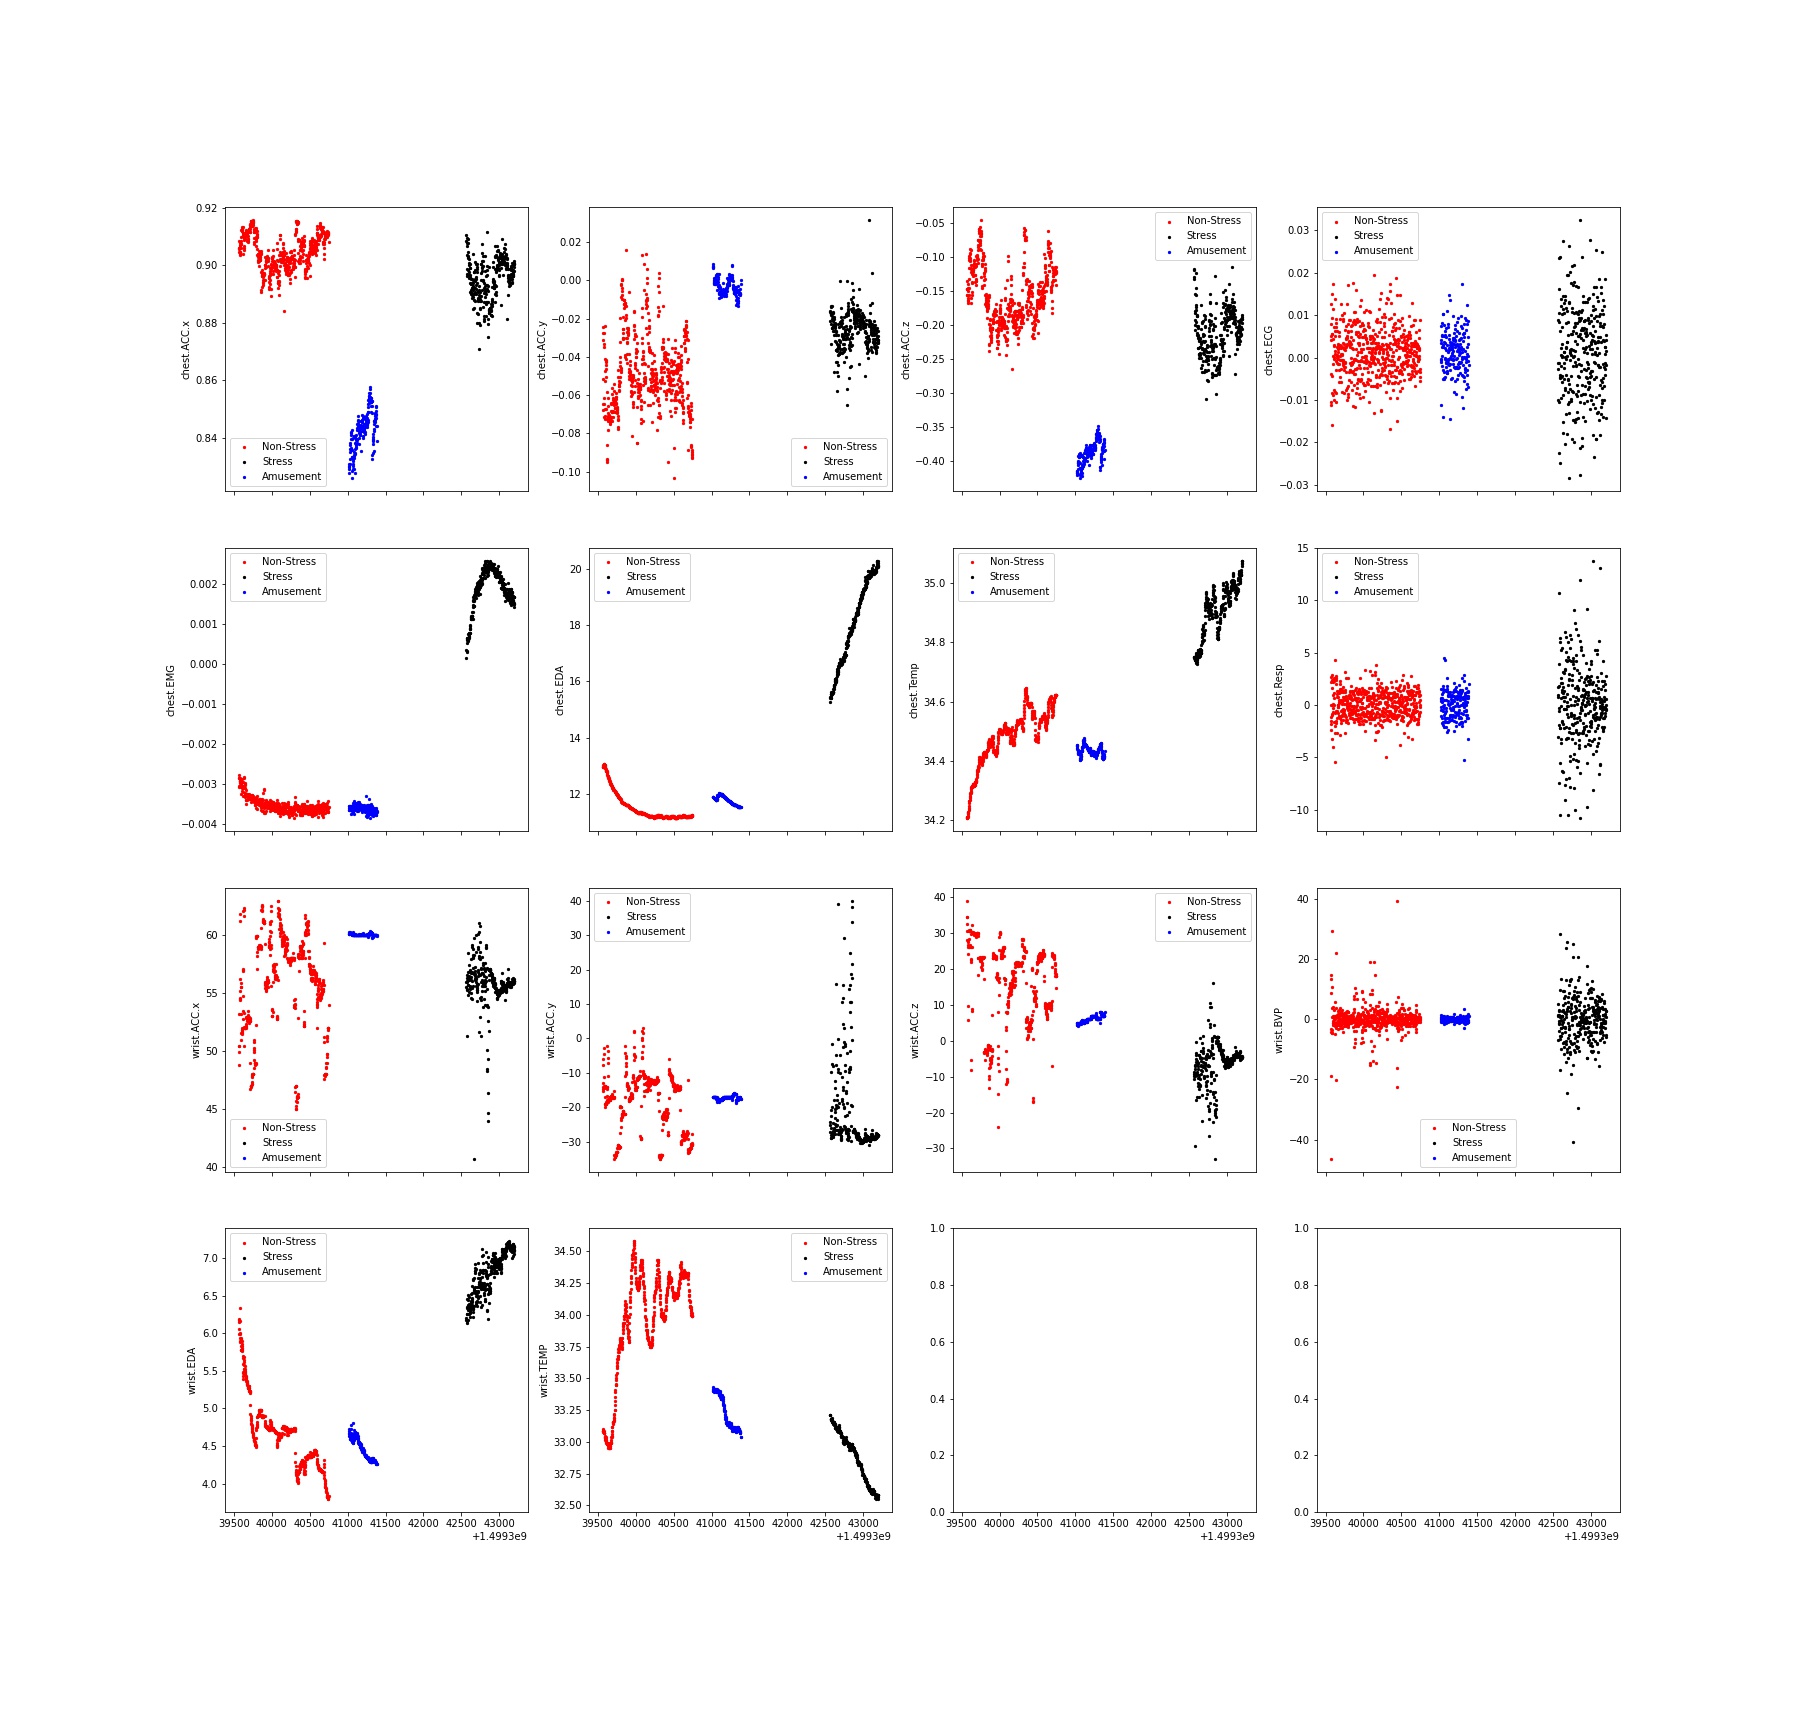 chest.ACC.x
0.92
0.90
0.88
0.86
0.84
Non-Stress
Stress
Amusement
chest.ACC.y
0.02
0.00
−0.02
−0.04
−0.06
−0.08
−0.10
Non-Stress
Stress
Amusement
chest.ACC.z
−0.05
−0.10
−0.15
−0.20
−0.25
−0.30
−0.35
−0.40
Non-Stress
Stress
Amusement
chest.ECG
0.03
0.02
0.01
0.00
−0.01
−0.02
−0.03
Non-Stress
Stress
Amusement
chest.EMG
0.002
0.001
0.000
−0.001
−0.002
−0.003
−0.004
Non-Stress
Stress
Amusement
chest.EDA
20
18
16
14
12
Non-Stress
Stress
Amusement
chest.Temp
35.0
34.8
34.6
34.4
34.2
Non-Stress
Stress
Amusement
chest.Resp
15
10
5
0
−5
−10
Non-Stress
Stress
Amusement
wrist.ACC.x
60
55
50
45
40
Non-Stress
Stress
Amusement
wrist.ACC.y
40
30
20
10
0
−10
−20
−30
Non-Stress
Stress
Amusement
wrist.ACC.z
40
30
20
10
0
−10
−20
−30
Non-Stress
Stress
Amusement
wrist.BVP
40
20
0
−20
−40
Non-Stress
Stress
Amusement
wrist.EDA
7.0
6.5
6.0
5.5
5.0
4.5
4.0
Non-Stress
Stress
Amusement
39500 40000 40500 41000 41500 42000 42500 43000
+1.4993e9
wrist.TEMP
34.50
34.25
34.00
33.75
33.50
33.25
33.00
32.75
32.50
Non-Stress
Stress
Amusement
39500 40000 40500 41000 41500 42000 42500 43000
+1.4993e9
1.0
0.8
0.6
0.4
0.2
0.0
39500 40000 40500 41000 41500 42000 42500 43000
+1.4993e9
1.0
0.8
0.6
0.4
0.2
0.0
39500 40000 40500 41000 41500 42000 42500 43000
+1.4993e9